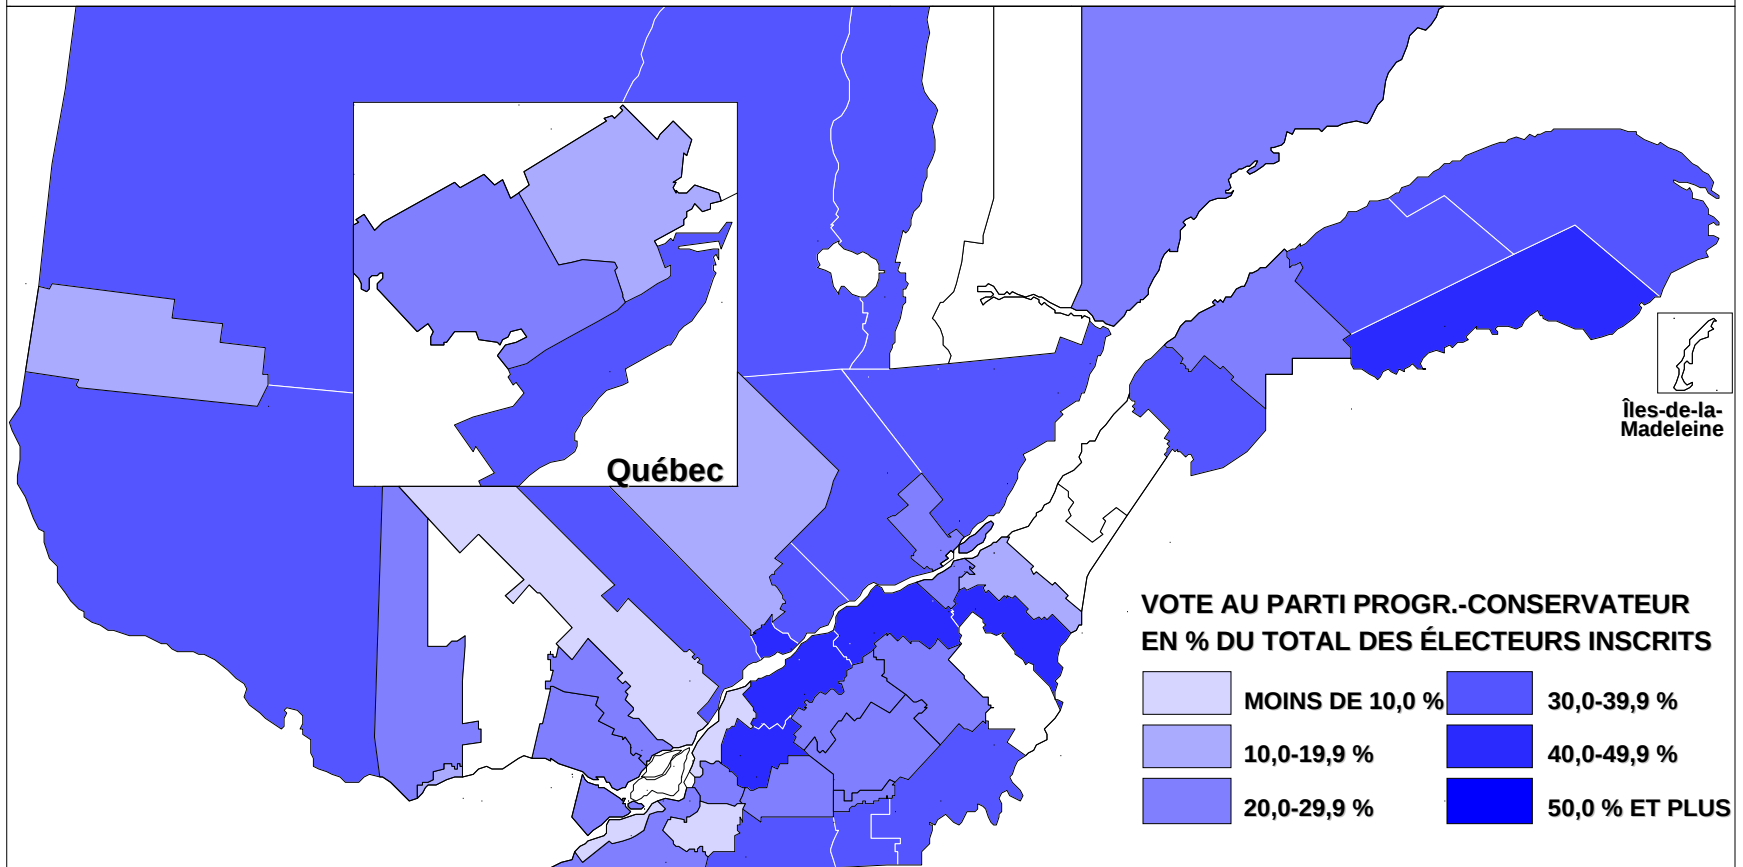 Québec
Îles-de-la-
Madeleine
VOTE AU PARTI PROGR.-CONSERVATEUR
EN % DU TOTAL DES ÉLECTEURS INSCRITS
MOINS DE 10,0 %
30,0-39,9 %
10,0-19,9 %
40,0-49,9 %
20,0-29,9 %
50,0 % ET PLUS